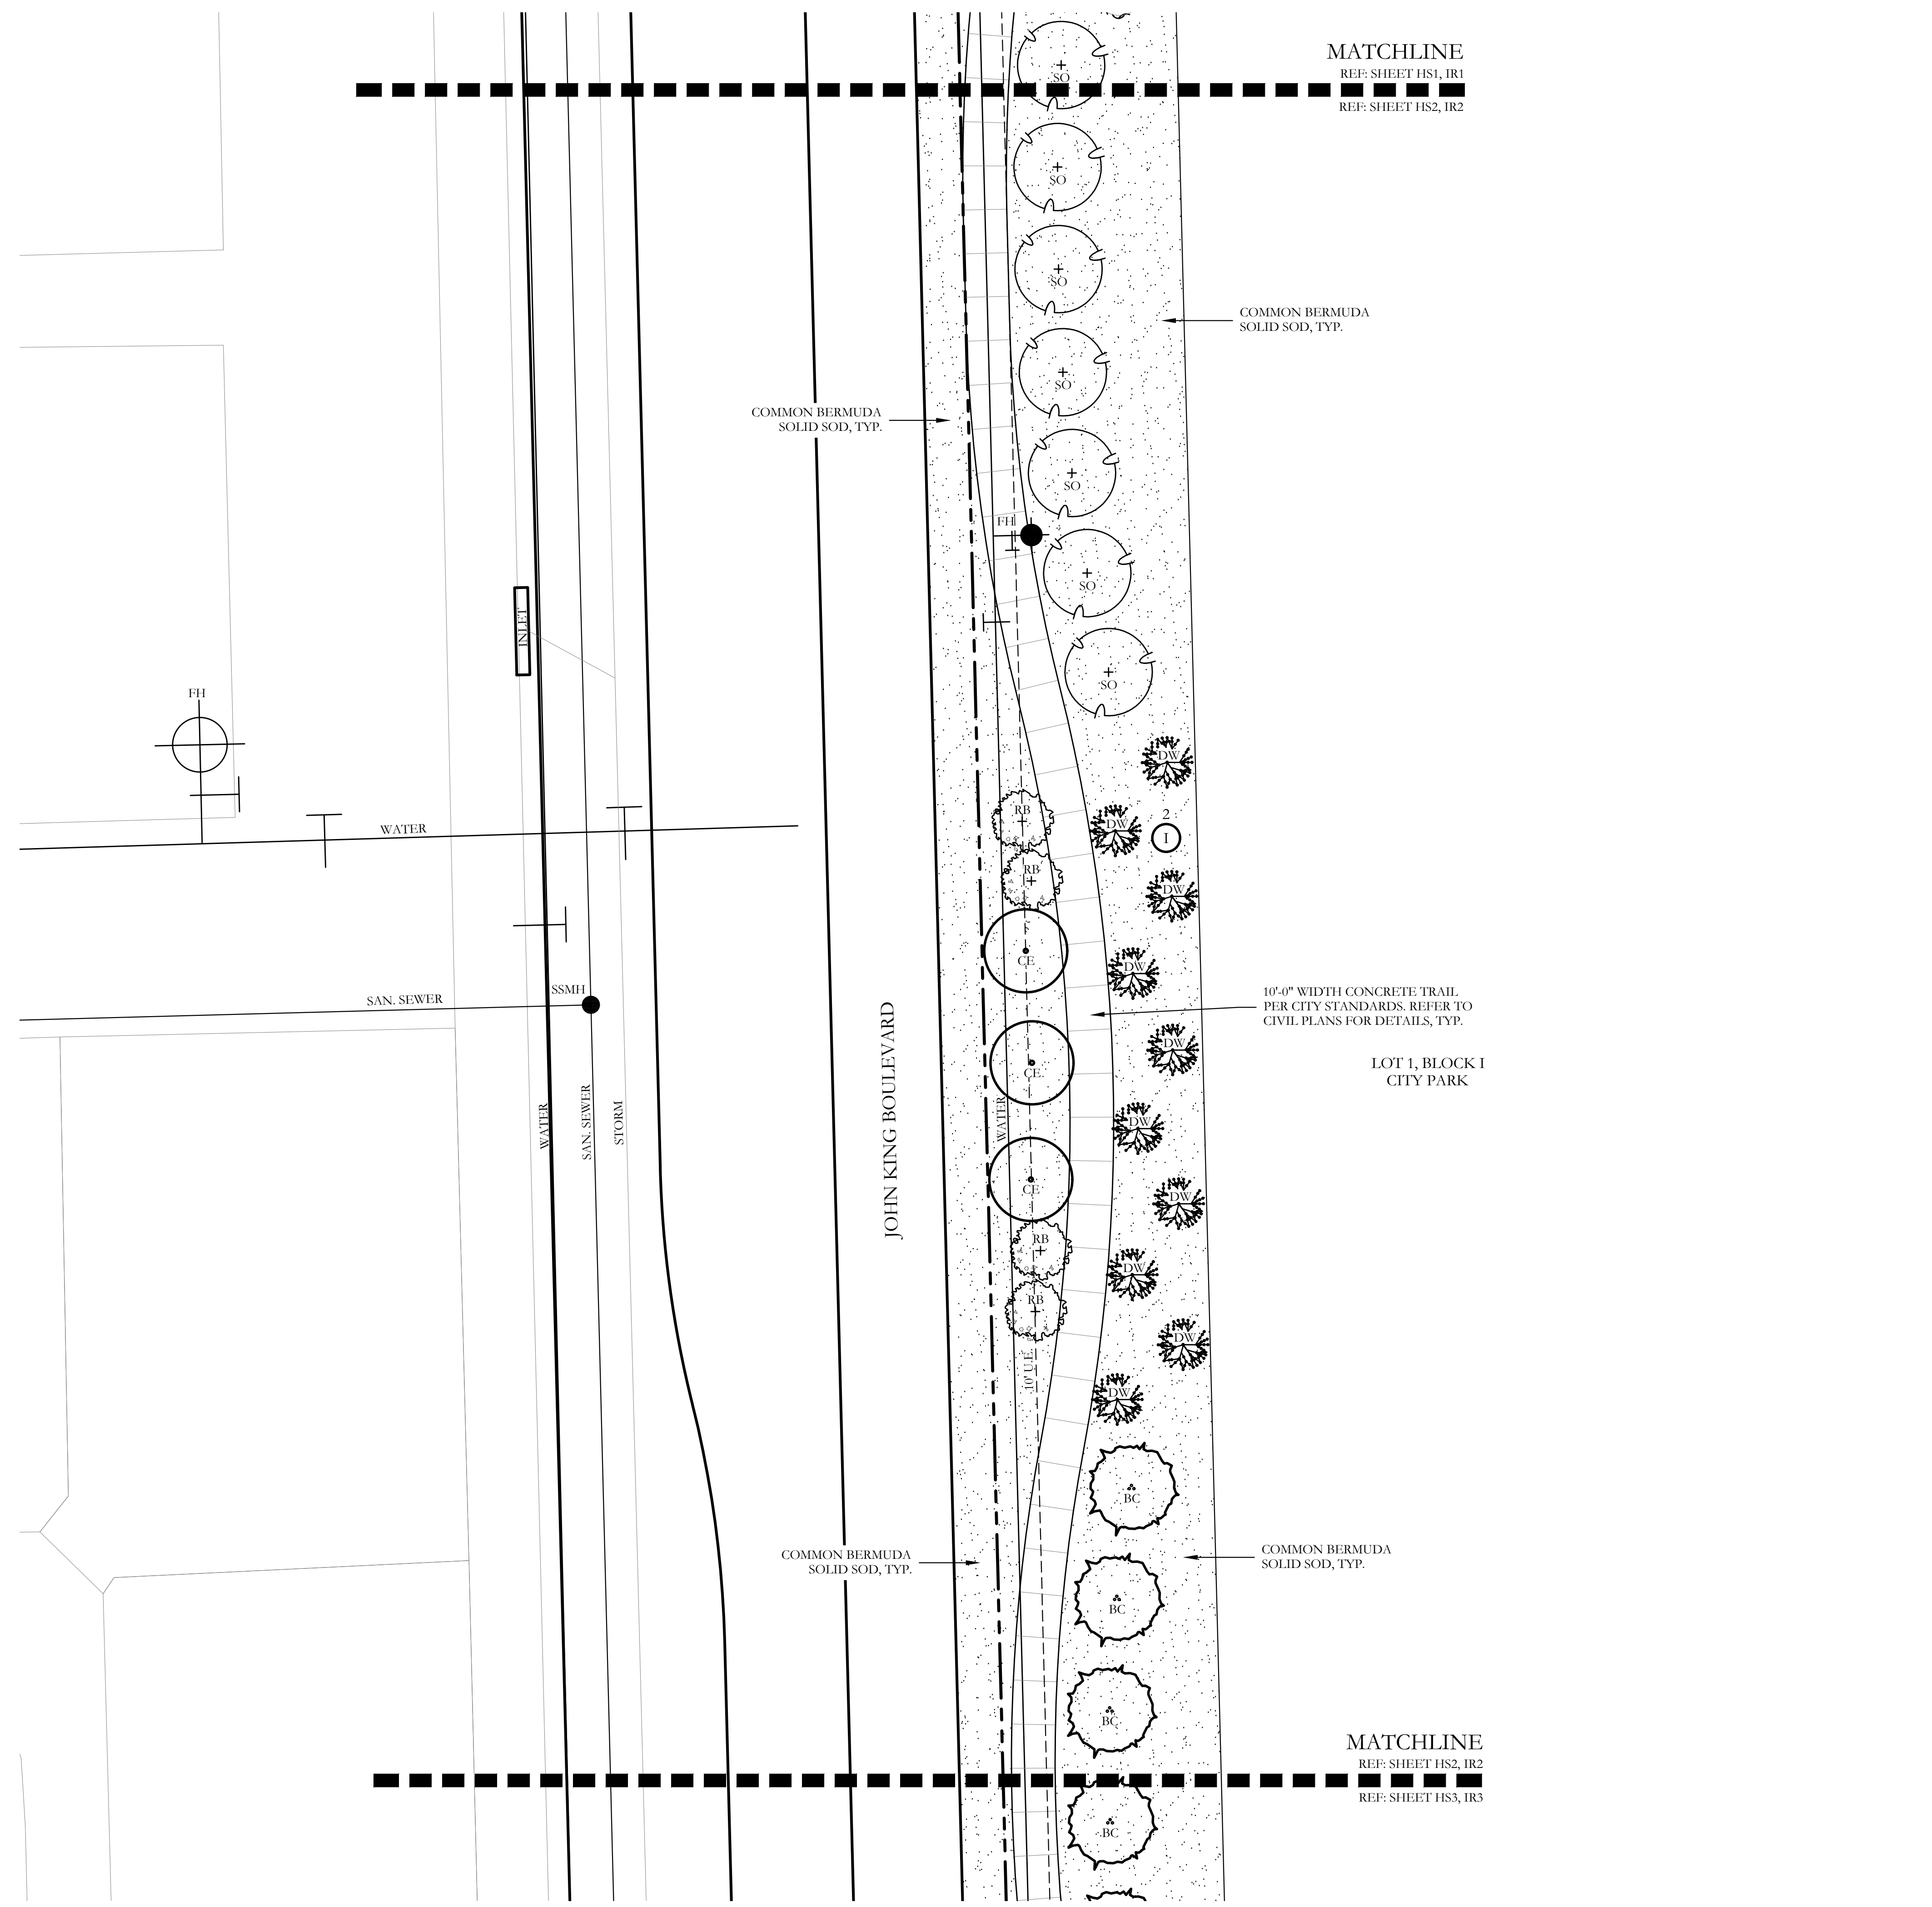 MATCHLINE
REF: SHEET HS1, IR1
REF: SHEET HS2, IR2
SO
SO
SO
COMMON BERMUDA
SOLID SOD, TYP.
SO
COMMON BERMUDA
SOLID SOD, TYP.
SO
FH
SO
INLET
SO
FH
DW
RB
2
DW
I
WATER
RB
DW
CE
DW
SSMH
SAN. SEWER
10'-0" WIDTH CONCRETE TRAIL
PER CITY STANDARDS. REFER TO
CIVIL PLANS FOR DETAILS, TYP.
DW
CE
LOT 1, BLOCK I
CITY PARK
WATER
SAN. SEWER
STORM
JOHN KING BOULEVARD
WATER
DW
CE
DW
RB
DW
RB
DW
10' U.E.
DW
BC
COMMON BERMUDA
SOLID SOD, TYP.
COMMON BERMUDA
SOLID SOD, TYP.
BC
BC
MATCHLINE
REF: SHEET HS2, IR2
REF: SHEET HS3, IR3
BC